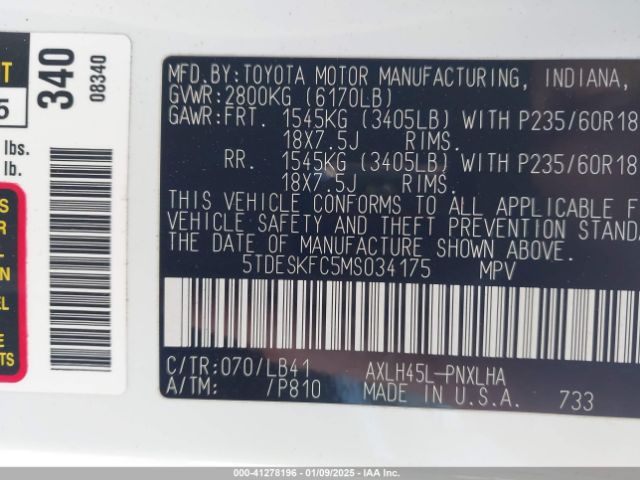 MFD.BY:TOYOTA MOTOR MANUFACTURING, INDIANA,
GVWR:2800KG (6170LB)
GAWR:FRT. 1545KG (3405LB) WITH P235/60R18
18X7.5J RIMS.
RR. 1545KG (3405LB) WITH P235/60R18
18X7.5J RIMS.
THIS VEHICLE CONFORMS TO ALL APPLICABLE F
VEHICLE SAFETY AND THEFT PREVENTION STANDA
THE DATE OF MANUFACTURE SHOWN ABOVE.
5TDESKFC5MS034175 MPV
C/TR:070/LB41 AXLH45L-PNXLHA
A/TM: /P810 MADE IN U.S.A. 733
340
08340
5
lbs.
lb.
000-41278196 - 01/09/2025 - IAA.COM